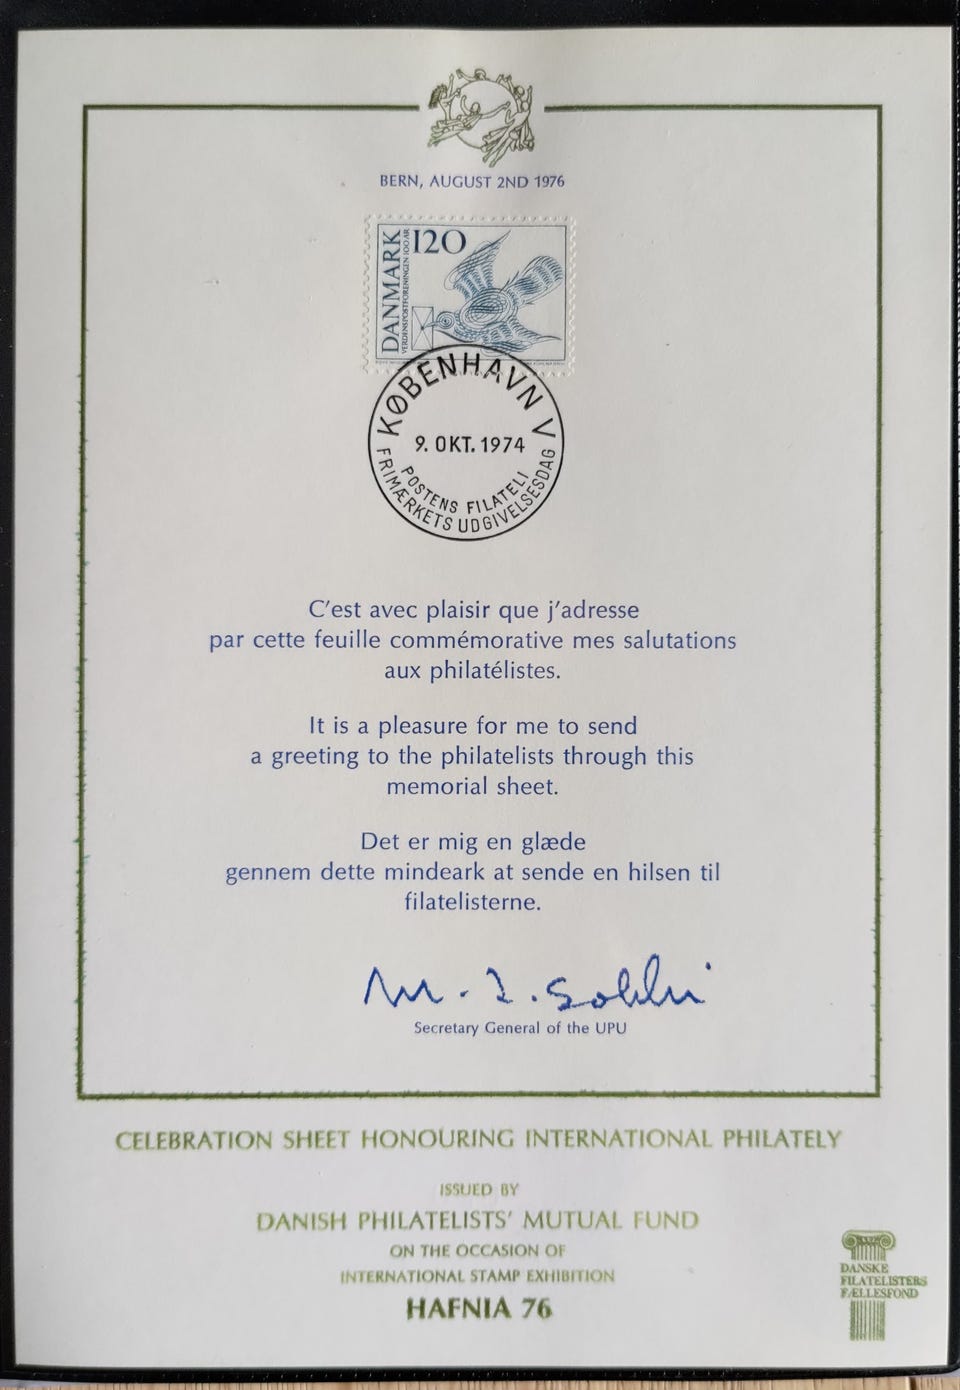 BERN, AUGUST 2ND 1976
DANMARK
VERDENSPOSTFORENINGEN 100 ÅR
120
KØBENHAVN V
9. OKT. 1974
POSTENS FILATELI
FRIMÆRKETS UDGIVELSESDAG
C'est avec plaisir que j'adresse
par cette feuille commémorative mes salutations
aux philatélistes.
It is a pleasure for me to send
a greeting to the philatelists through this
memorial sheet.
Det er mig en glæde
gennem dette mindeark at sende en hilsen til
filatelisterne.
Secretary General of the UPU
CELEBRATION SHEET HONOURING INTERNATIONAL PHILATELY
ISSUED BY
DANISH PHILATELISTS' MUTUAL FUND
ON THE OCCASION OF
INTERNATIONAL STAMP EXHIBITION
HAFNIA 76
DANSKE
FILATELISTERS
FÆLLESFOND